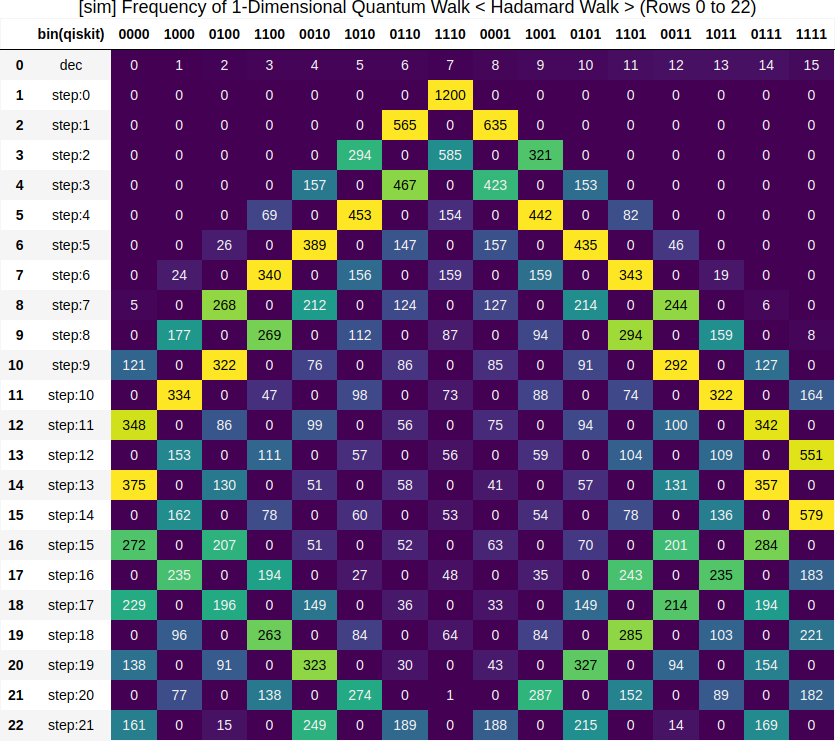 [sim] Frequency of 1-Dimensional Quantum Walk < Hadamard Walk > (Rows 0 to 22)
bin(qiskit) 0000 1000 0100 1100 0010 1010 0110 1110 0001 1001 0101 1101 0011 1011 0111 1111
0 dec 0 1 2 3 4 5 6 7 8 9 10 11 12 13 14 15
1 step:0 0 0 0 0 0 0 0 1200 0 0 0 0 0 0 0 0
2 step:1 0 0 0 0 0 0 565 0 635 0 0 0 0 0 0 0
3 step:2 0 0 0 0 0 294 0 585 0 321 0 0 0 0 0 0
4 step:3 0 0 0 0 157 0 467 0 423 0 153 0 0 0 0 0
5 step:4 0 0 0 69 0 453 0 154 0 442 0 82 0 0 0 0
6 step:5 0 0 26 0 389 0 147 0 157 0 435 0 46 0 0 0
7 step:6 0 24 0 340 0 156 0 159 0 159 0 343 0 19 0 0
8 step:7 5 0 268 0 212 0 124 0 127 0 214 0 244 0 6 0
9 step:8 0 177 0 269 0 112 0 87 0 94 0 294 0 159 0 8
10 step:9 121 0 322 0 76 0 86 0 85 0 91 0 292 0 127 0
11 step:10 0 334 0 47 0 98 0 73 0 88 0 74 0 322 0 164
12 step:11 348 0 86 0 99 0 56 0 75 0 94 0 100 0 342 0
13 step:12 0 153 0 111 0 57 0 56 0 59 0 104 0 109 0 551
14 step:13 375 0 130 0 51 0 58 0 41 0 57 0 131 0 357 0
15 step:14 0 162 0 78 0 60 0 53 0 54 0 78 0 136 0 579
16 step:15 272 0 207 0 51 0 52 0 63 0 70 0 201 0 284 0
17 step:16 0 235 0 194 0 27 0 48 0 35 0 243 0 235 0 183
18 step:17 229 0 196 0 149 0 36 0 33 0 149 0 214 0 194 0
19 step:18 0 96 0 263 0 84 0 64 0 84 0 285 0 103 0 221
20 step:19 138 0 91 0 323 0 30 0 43 0 327 0 94 0 154 0
21 step:20 0 77 0 138 0 274 0 1 0 287 0 152 0 89 0 182
22 step:21 161 0 15 0 249 0 189 0 188 0 215 0 14 0 169 0